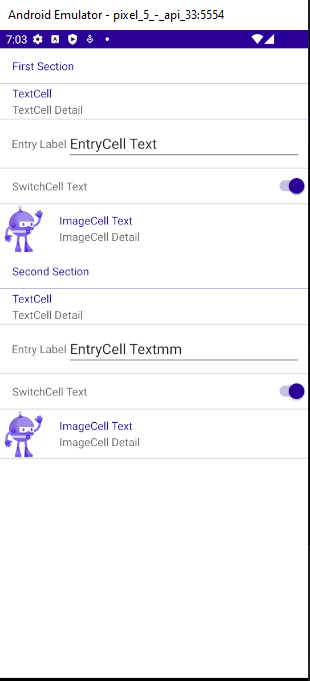 Android Emulator - pixel_5_-_api_33:5554
7:03
First Section
TextCell
TextCell Detail
Entry Label EntryCell Text
SwitchCell Text
ImageCell Text
ImageCell Detail
Second Section
TextCell
TextCell Detail
Entry Label EntryCell Textmm
SwitchCell Text
ImageCell Text
ImageCell Detail